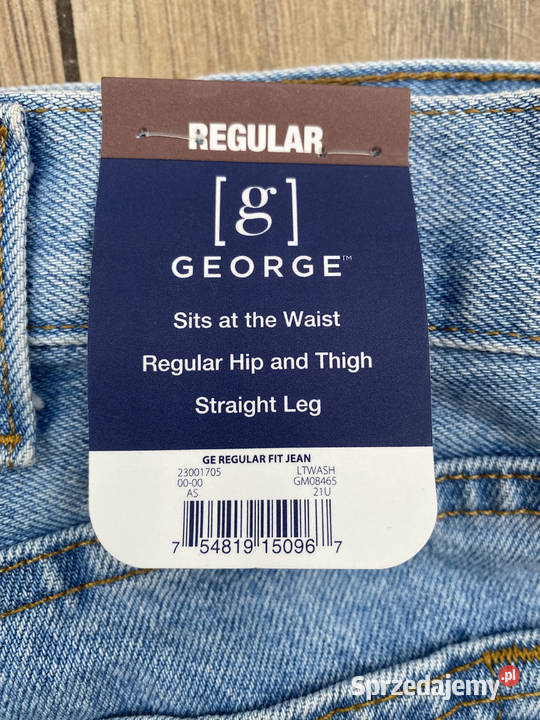 REGULAR
[g]
GEORGE™
Sits at the Waist
Regular Hip and Thigh
Straight Leg
GE REGULAR FIT JEAN
23001705 LTWASH
00-00 GM08465
AS 21U
7 54819 15096 7
Sprzedajemy.pl